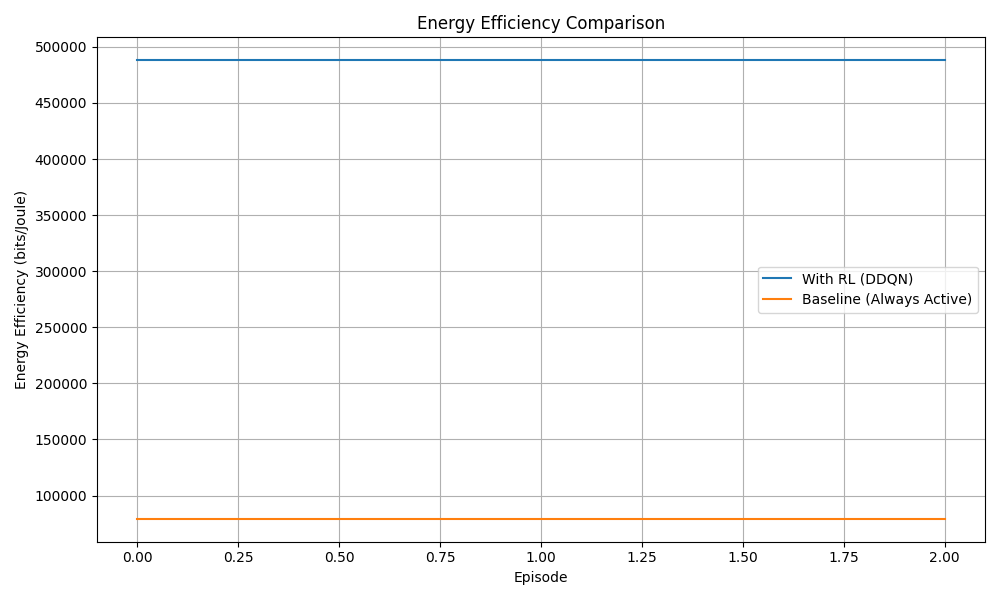 Energy Efficiency Comparison
Energy Efficiency (bits/Joule)
500000
450000
400000
350000
300000
250000
200000
150000
100000
With RL (DDQN)
Baseline (Always Active)
0.00 0.25 0.50 0.75 1.00 1.25 1.50 1.75 2.00
Episode